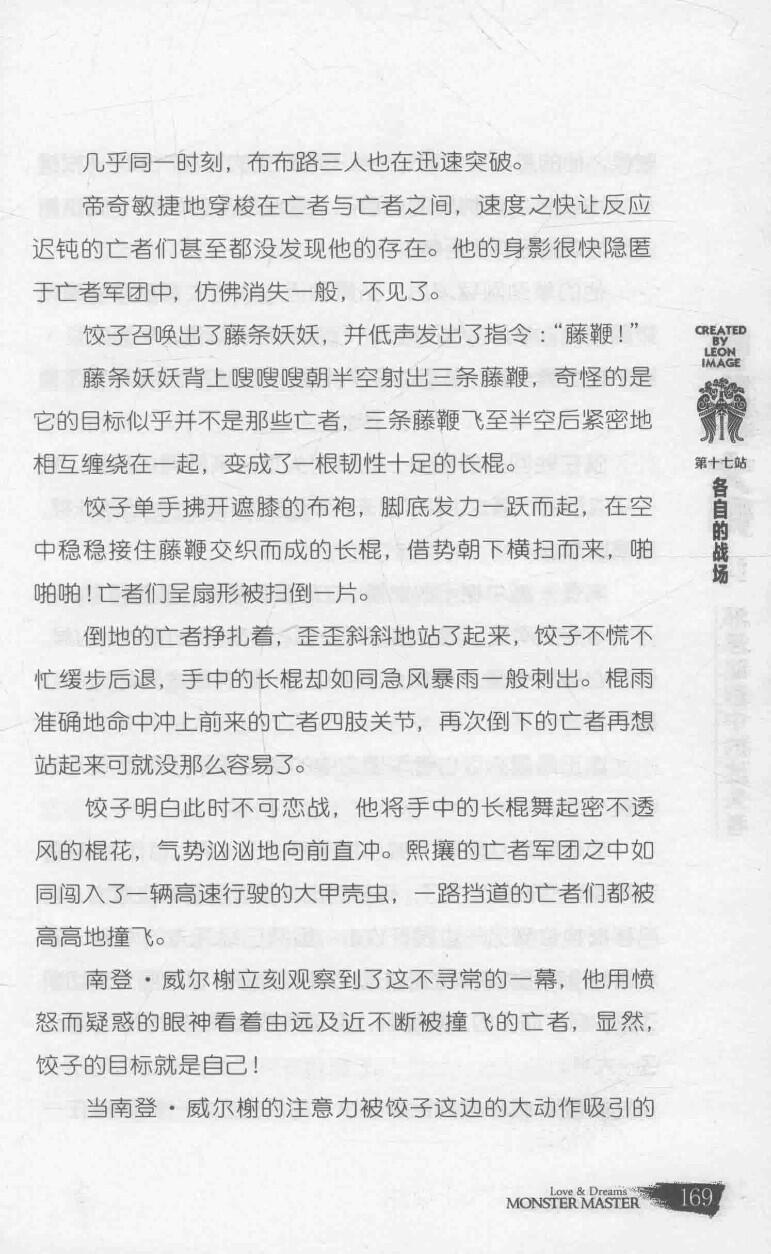 几乎同一时刻，布布路三人也在迅速突破。
帝奇敏捷地穿梭在亡者与亡者之间，速度之快让反应
迟钝的亡者们甚至都没发现他的存在。他的身影很快隐匿
于亡者军团中，仿佛消失一般，不见了。
饺子召唤出了藤条妖妖，并低声发出了指令：“藤鞭！”
藤条妖妖背上嗖嗖嗖朝半空射出三条藤鞭，奇怪的是
它的目标似乎并不是那些亡者，三条藤鞭飞至半空后紧密地
相互缠绕在一起，变成了一根韧性十足的长棍。
饺子单手拂开遮膝的布袍，脚底发力一跃而起，在空
中稳稳接住藤鞭交织而成的长棍，借势朝下横扫而来，啪
啪啪！亡者们呈扇形被扫倒一片。
倒地的亡者挣扎着，歪歪斜斜地站了起来，饺子不慌不
忙缓步后退，手中的长棍却如同急风暴雨一般刺出。棍雨
准确地命中冲上前来的亡者四肢关节，再次倒下的亡者再想
站起来可就没那么容易了。
饺子明白此时不可恋战，他将手中的长棍舞起密不透
风的棍花，气势汹汹地向前直冲。熙攘的亡者军团之中如
同闯入了一辆高速行驶的大甲壳虫，一路挡道的亡者们都被
高高地撞飞。
南登·威尔榭立刻观察到了这不寻常的一幕，他用愤
怒而疑惑的眼神看着由远及近不断被撞飞的亡者，显然，
饺子的目标就是自己！
当南登·威尔榭的注意力被饺子这边的大动作吸引的
CREATED
BY
LEON
IMAGE
第十七站
各自的战场
Love & Dreams
MONSTER MASTER
169